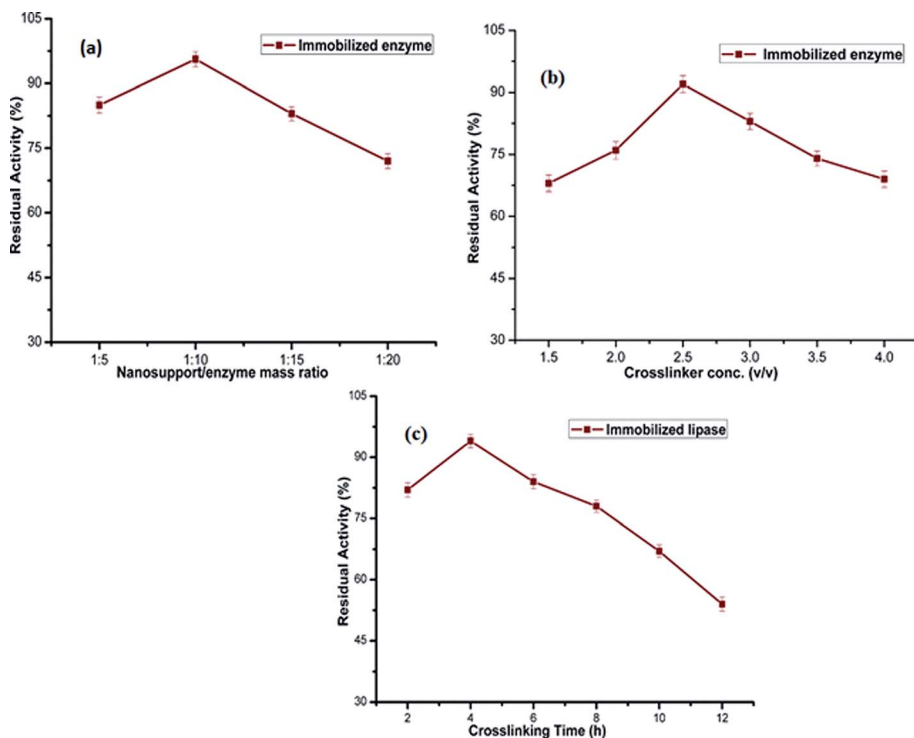 (a)
Immobilized enzyme
Residual Activity (%)
105
90
75
60
45
30
1:5 1:10 1:15 1:20
Nanosupport/enzyme mass ratio
(b)
Immobilized enzyme
Residual Activity (%)
105
90
75
60
45
30
1.5 2.0 2.5 3.0 3.5 4.0
Crosslinker conc. (v/v)
(c)
Immobilized lipase
Residual Activity (%)
105
90
75
60
45
30
2 4 6 8 10 12
Crosslinking Time (h)